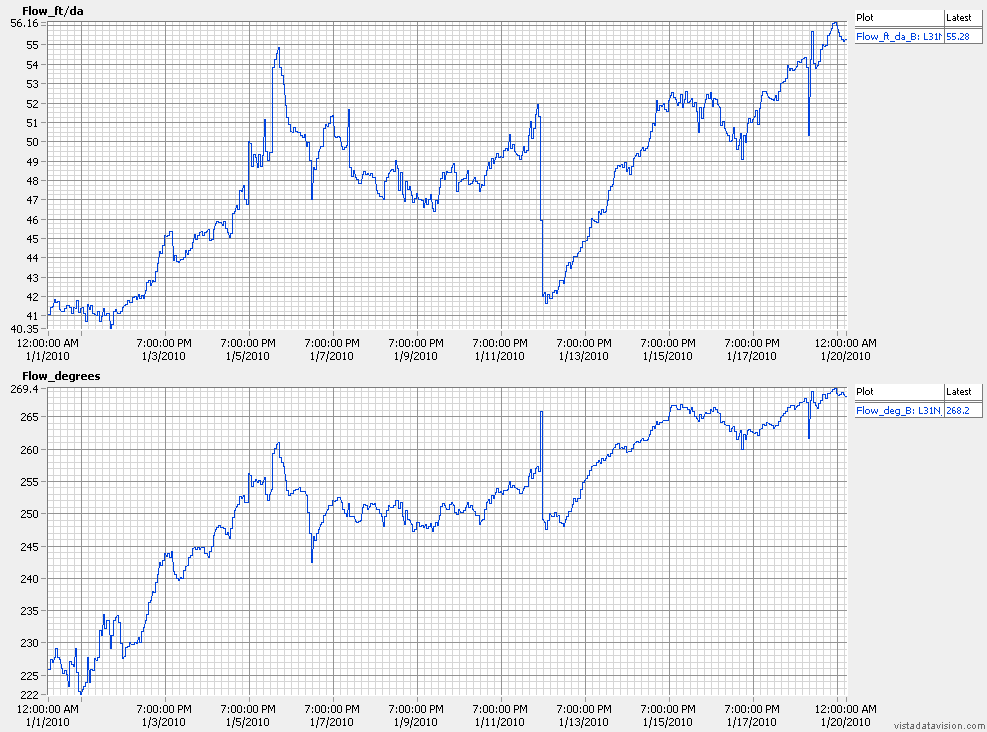 Flow_ft/da
56.16
55
54
53
52
51
50
49
48
47
46
45
44
43
42
41
40.35
12:00:00 AM 7:00:00 PM 7:00:00 PM 7:00:00 PM 7:00:00 PM 7:00:00 PM 7:00:00 PM 7:00:00 PM 7:00:00 PM 12:00:00 AM
1/1/2010 1/3/2010 1/5/2010 1/7/2010 1/9/2010 1/11/2010 1/13/2010 1/15/2010 1/17/2010 1/20/2010
Plot Latest
Flow_ft_da_B: L31N 55.28
Flow_degrees
269.4
265
260
255
250
245
240
235
230
225
222
12:00:00 AM 7:00:00 PM 7:00:00 PM 7:00:00 PM 7:00:00 PM 7:00:00 PM 7:00:00 PM 7:00:00 PM 7:00:00 PM 12:00:00 AM
1/1/2010 1/3/2010 1/5/2010 1/7/2010 1/9/2010 1/11/2010 1/13/2010 1/15/2010 1/17/2010 1/20/2010
Plot Latest
Flow_deg_B: L31N_ 268.2
vistadatavision.com